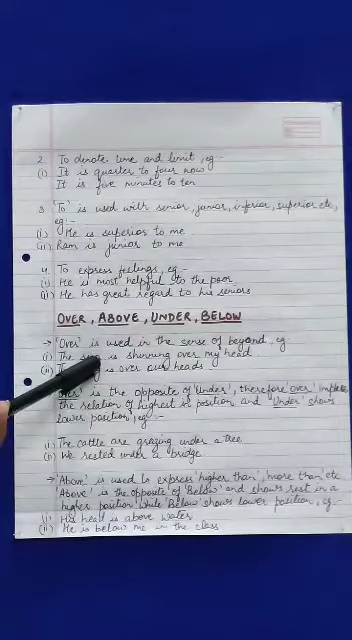 2. To denote time and limit, eg -
(i) It is quarter to four now
It is five minutes to ten
3. 'To' is used with senior, junior, inferior, superior etc,
eg :-
(i) He is superior to me
(ii) Ram is junior to me
4. To express feelings, eg :-
(i) He is most helpful to the poor
(ii) He has great regard to his seniors
OVER, ABOVE, UNDER, BELOW
→ 'Over' is used in the sense of beyond, eg
(i) The is shinning over my head
(ii) is over our heads
'Over' is the opposite of 'Under', therefore 'over' implies
the relation of highest in position and 'Under' shows
lower position, eg :-
(i) The cattle are grazing under a tree
(ii) We rested under a bridge
→ 'Above' is used to express 'higher than', 'more than' etc
'Above' is the opposite of 'Below' and shows rest in a
higher position while 'Below' shows lower position, eg -
(i) His head is above water
(ii) He is below me in the class